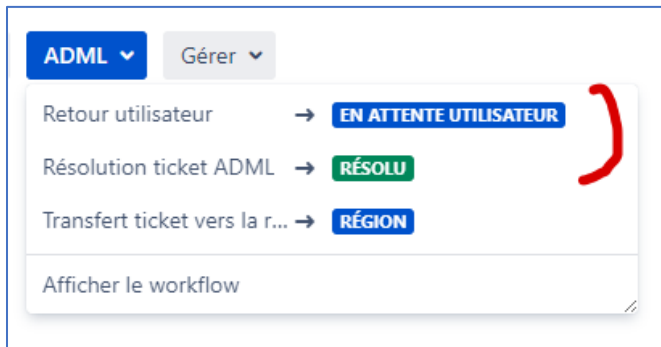 ADML Gérer
Retour utilisateur → EN ATTENTE UTILISATEUR
Résolution ticket ADML → RÉSOLU
Transfert ticket vers la r... → RÉGION
Afficher le workflow